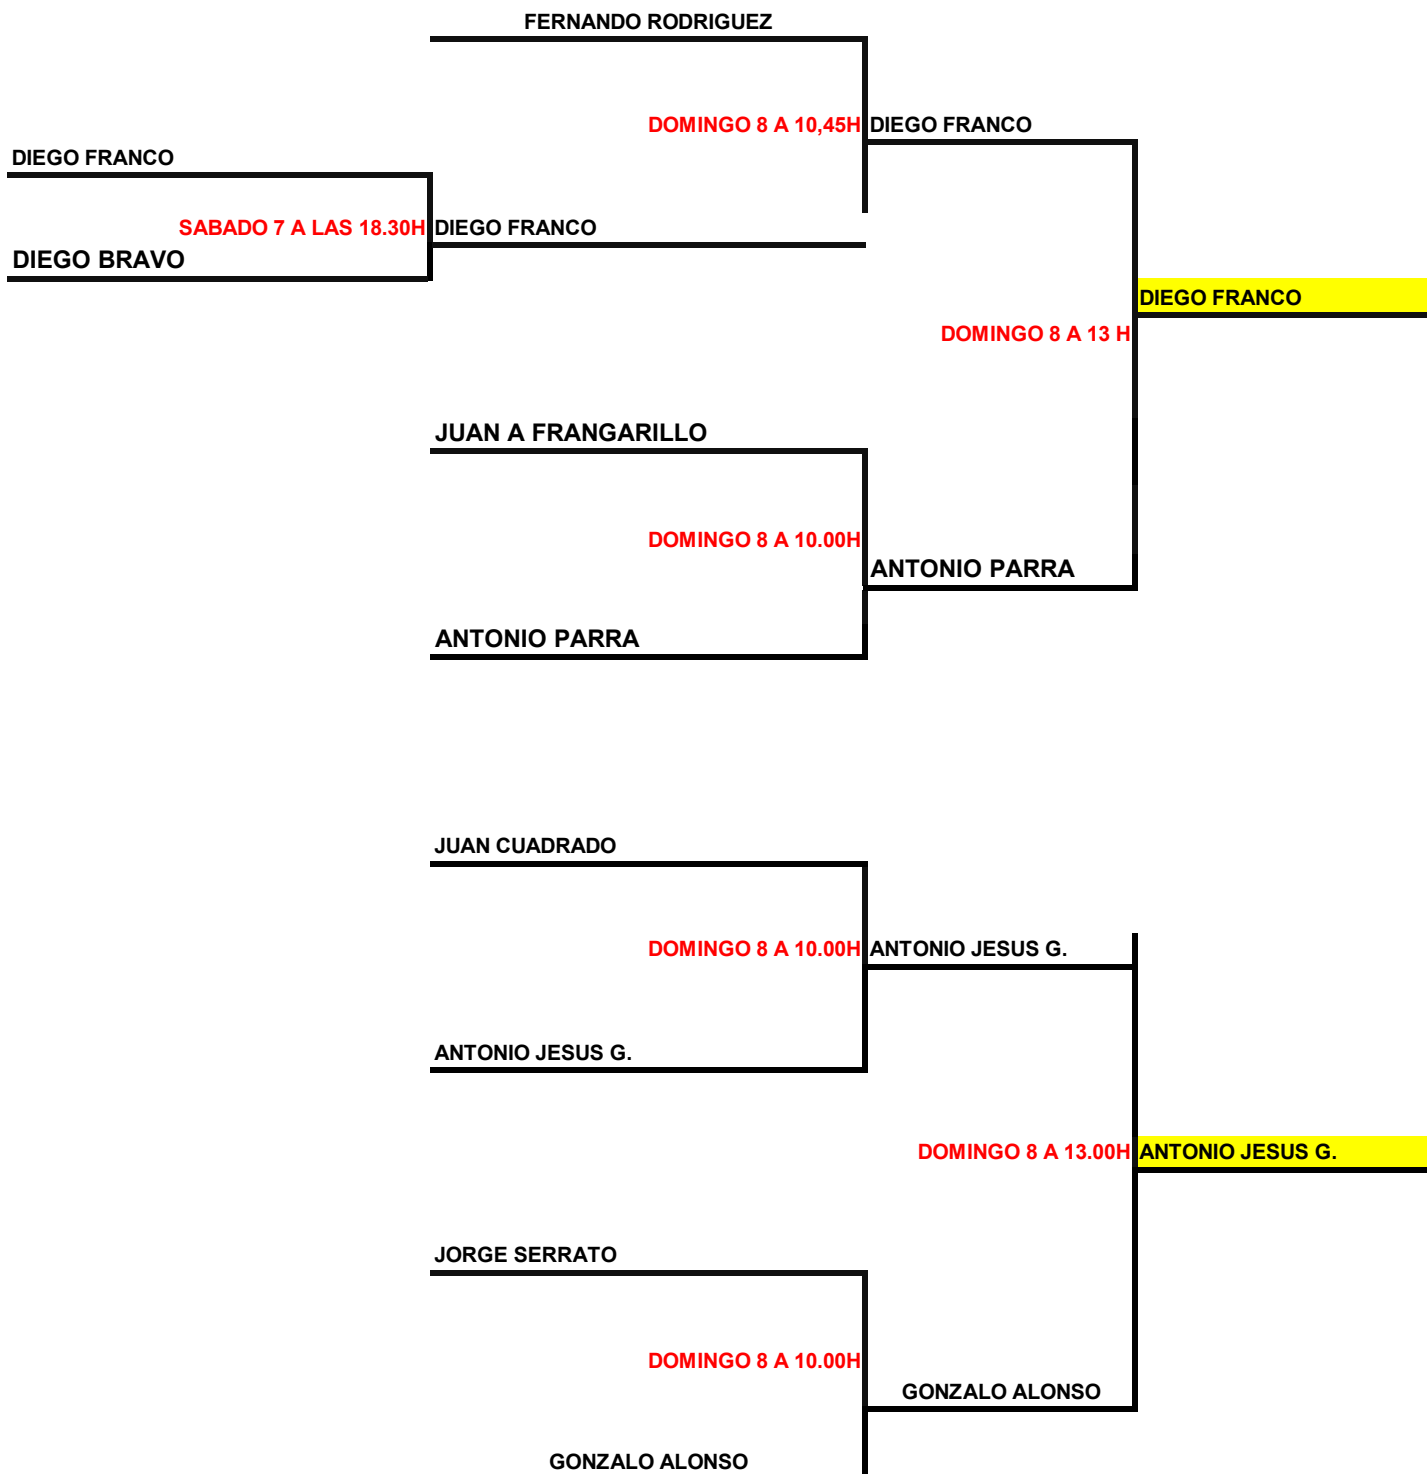 FERNANDO RODRIGUEZ
DOMINGO 8 A 10,45H DIEGO FRANCO
DIEGO FRANCO
SABADO 7 A LAS 18.30H DIEGO FRANCO
DIEGO BRAVO
DIEGO FRANCO
DOMINGO 8 A 13 H
JUAN A FRANGARILLO
DOMINGO 8 A 10.00H
ANTONIO PARRA
ANTONIO PARRA
JUAN CUADRADO
DOMINGO 8 A 10.00H ANTONIO JESUS G.
ANTONIO JESUS G.
DOMINGO 8 A 13.00H ANTONIO JESUS G.
JORGE SERRATO
DOMINGO 8 A 10.00H
GONZALO ALONSO
GONZALO ALONSO